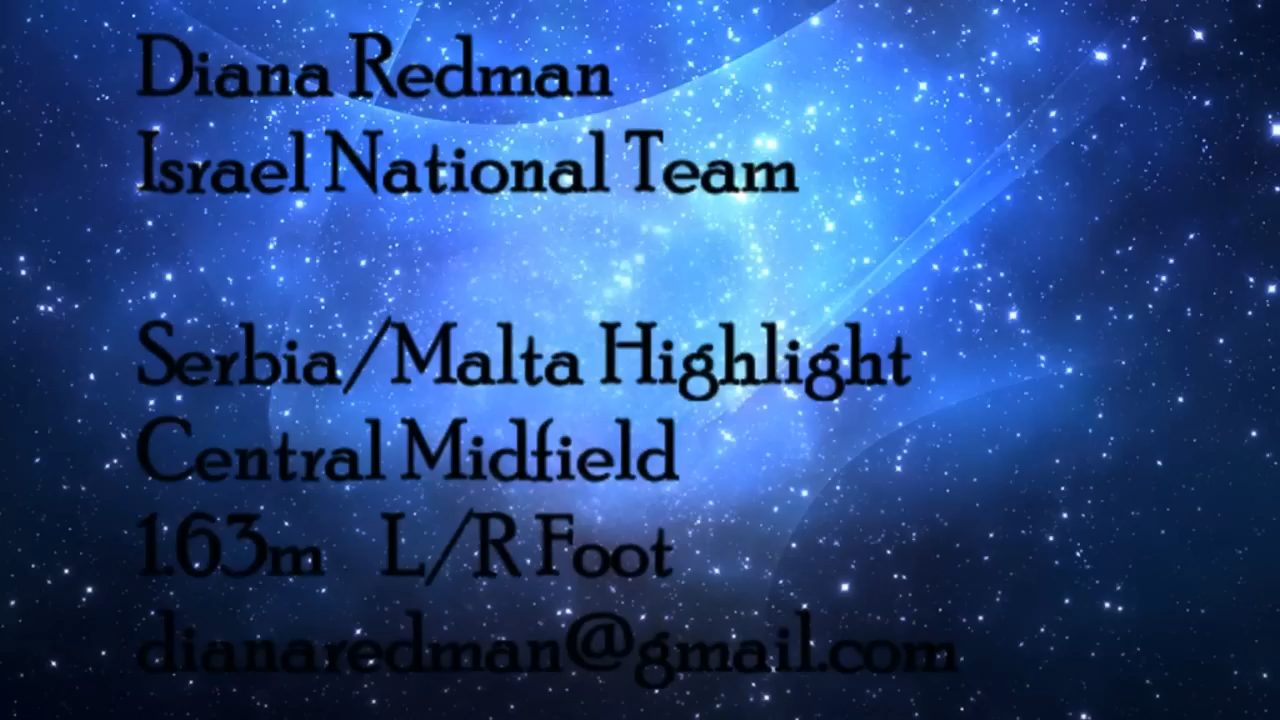 Diana Redman
Israel National Team
Serbia/Malta Highlight
Central Midfield
1.63m L/R Foot
dianaredman@gmail.com